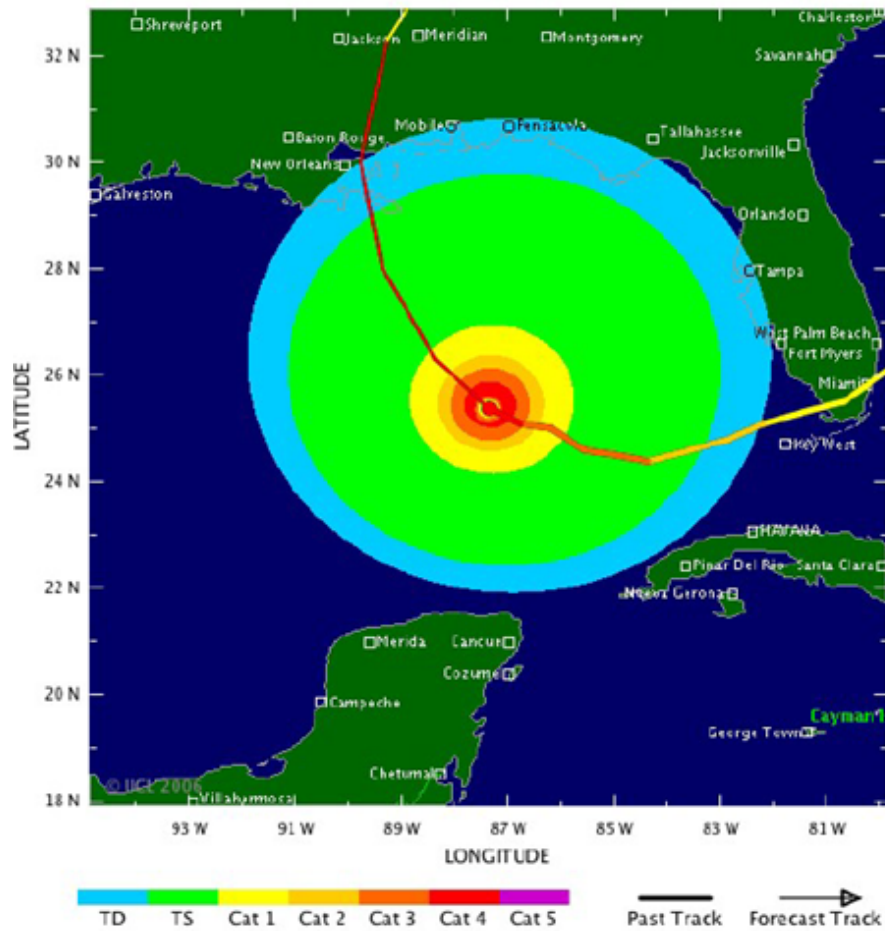 Charleston
Shreveport
Jackson
Meridian
Montgomery
32 N
Savannah
Mobile
Pensacola
Tallahassee
Baton Rouge
Jacksonville
30 N
New Orleans
Galveston
Orlando
28 N
Tampa
West Palm Beach
Fort Myers
26 N
Miami
LATITUDE
24 N
Key West
HAVANA
Pinar Del Rio
Santa Clara
22 N
Nueva Gerona
Merida
Cancun
Cozume
20 N
Campeche
Cayman
George Town
Chetumal
© UCL 2006
18 N
Villahermosa
93 W 91 W 89 W 87 W 85 W 83 W 81 W
LONGITUDE
TD TS Cat 1 Cat 2 Cat 3 Cat 4 Cat 5 Past Track Forecast Track